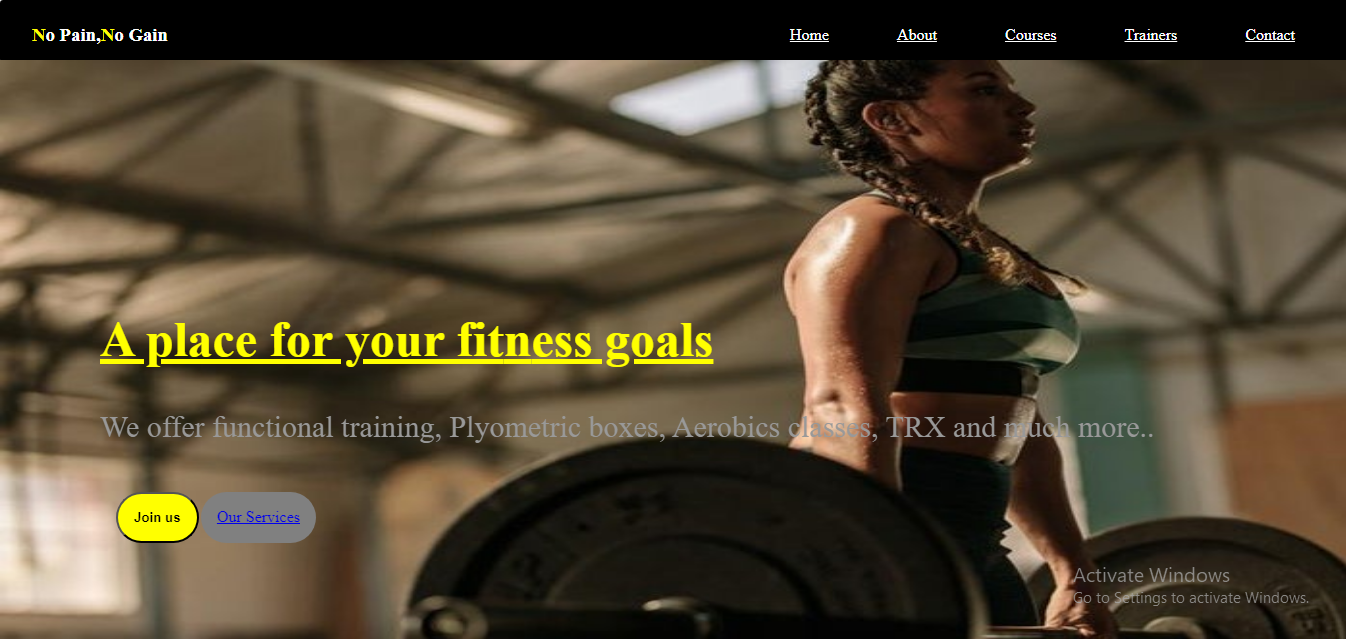 No Pain,No Gain
Home About Courses Trainers Contact
A place for your fitness goals
We offer functional training, Plyometric boxes, Aerobics classes, TRX and much more..
Join us
Our Services
Activate Windows
Go to Settings to activate Windows.